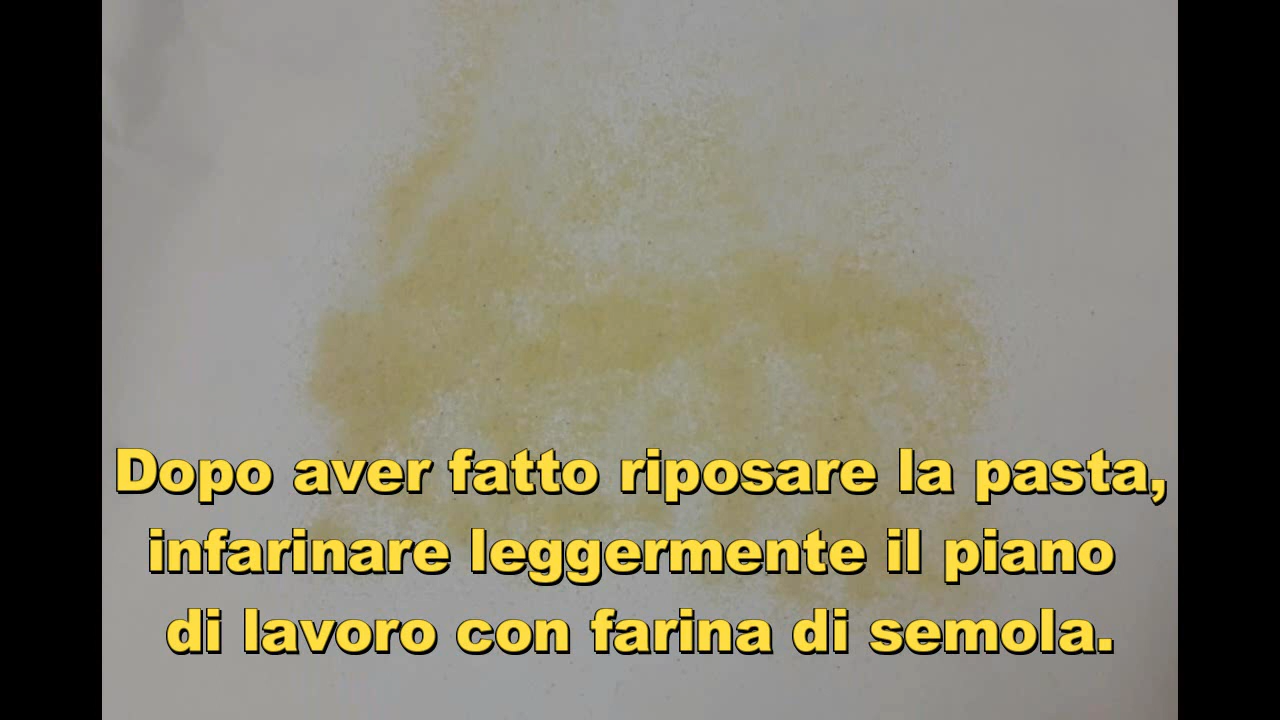 Dopo aver fatto riposare la pasta,
infarinare leggermente il piano
di lavoro con farina di semola.